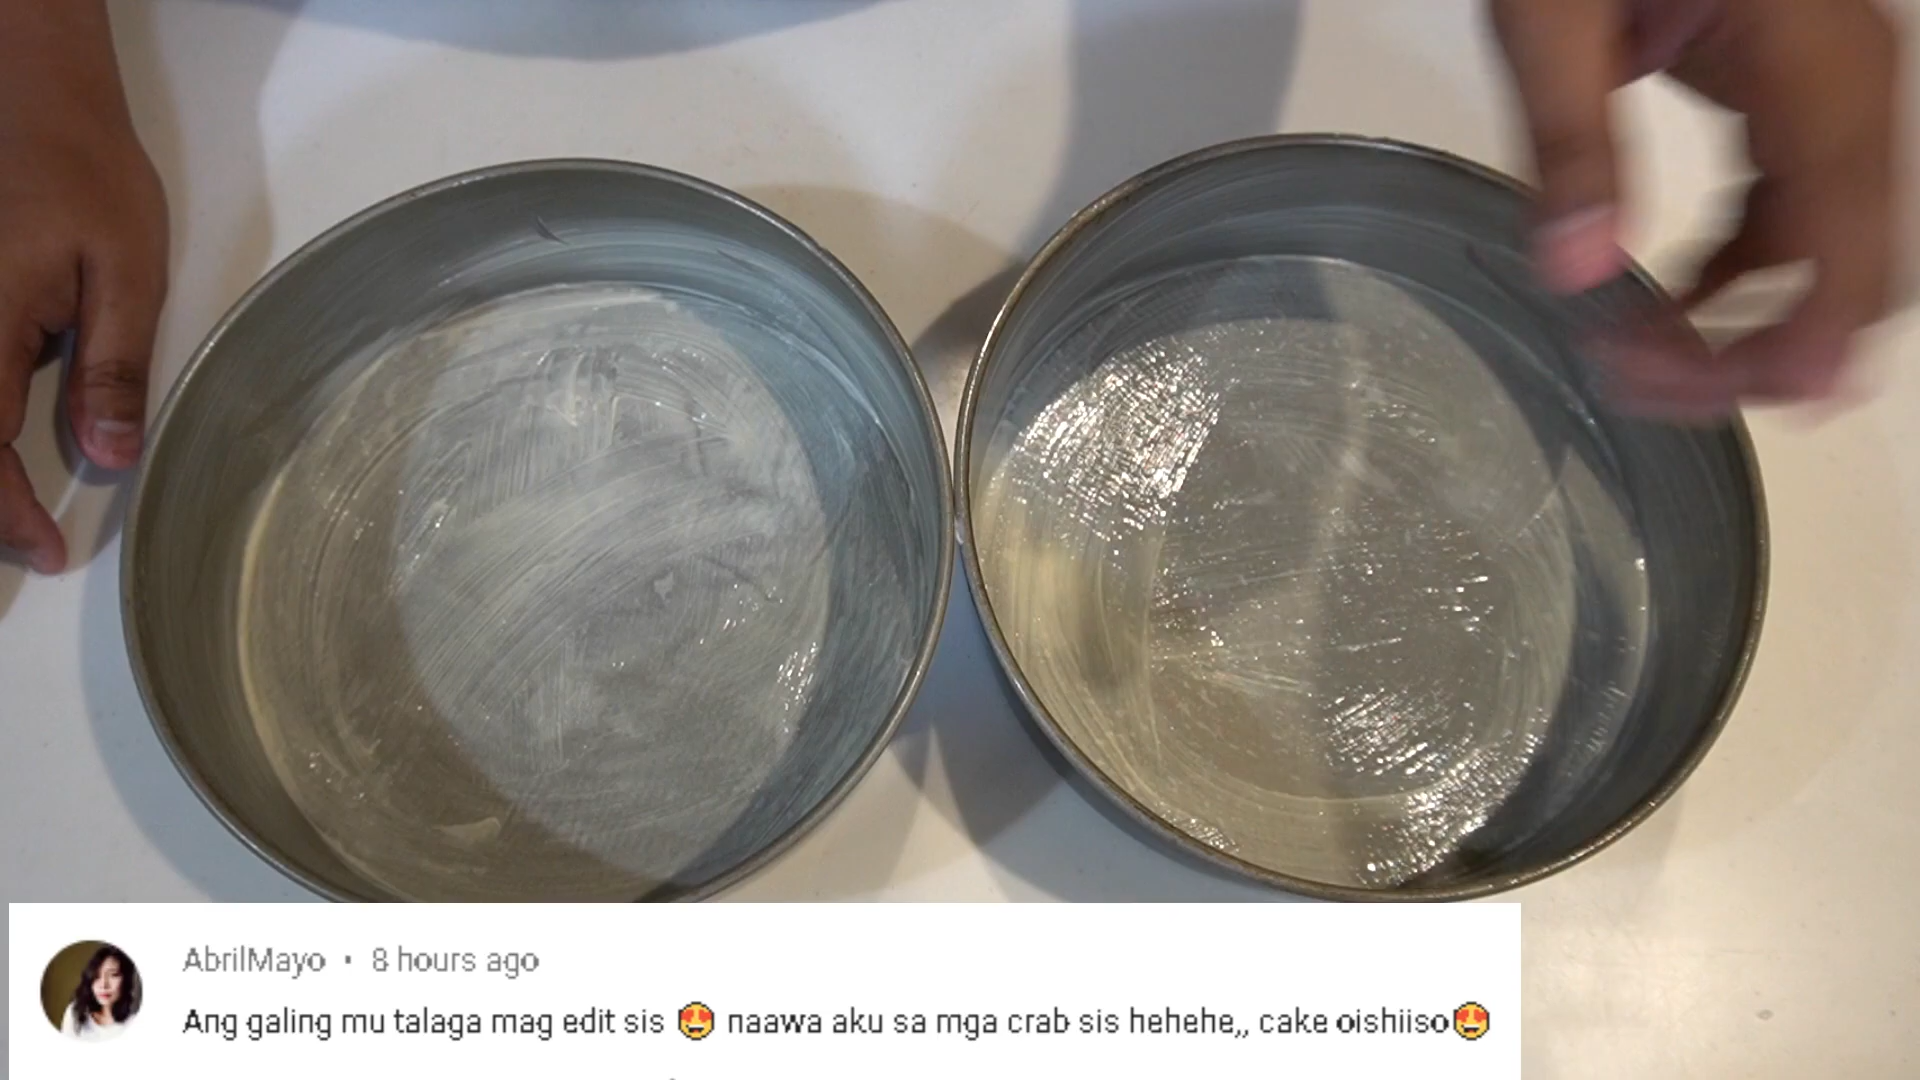 AbrilMayo • 8 hours ago
Ang galing mu talaga mag edit sis 😍 naawa aku sa mga crab sis hehehe,, cake oishiiso😍